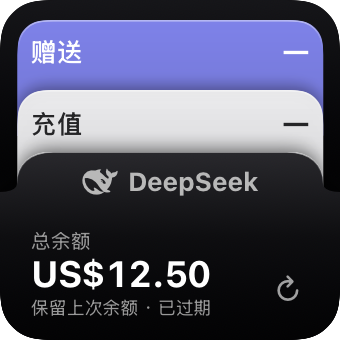 赠送 —
充值 —
DeepSeek
总余额
US$12.50
保留上次余额 · 已过期